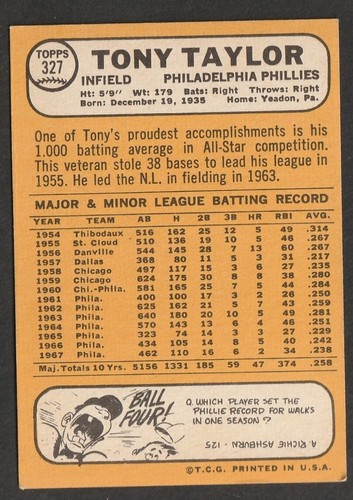 TOPPS
327
TONY TAYLOR
INFIELD PHILADELPHIA PHILLIES
Ht: 5'9" Wt: 179 Bats: Right Throws: Right
Born: December 19, 1935 Home: Yeadon, Pa.
One of Tony's proudest accomplishments is his
1.000 batting average in All-Star competition.
This veteran stole 38 bases to lead his league in
1955. He led the N.L. in fielding in 1963.
MAJOR & MINOR LEAGUE BATTING RECORD
YEAR TEAM AB H 2B 3B HR RBI AVG.
1954 Thibodaux 516 162 25 12 5 49 .314
1955 St. Cloud 510 136 19 10 5 46 .267
1956 Danville 544 145 28 7 13 60 .267
1957 Dallas 368 80 11 5 3 31 .217
1958 Chicago 497 117 15 3 6 27 .235
1959 Chicago 624 175 30 8 8 38 .280
1960 Chi.-Phila. 581 165 25 7 5 44 .284
1961 Phila. 400 100 17 3 2 26 .250
1962 Phila. 625 162 21 5 7 43 .259
1963 Phila. 640 180 20 10 5 49 .281
1964 Phila. 570 143 13 6 4 46 .251
1965 Phila. 323 74 14 3 3 27 .229
1966 Phila. 434 105 14 8 5 40 .242
1967 Phila. 462 110 16 6 2 34 .238
Maj. Totals 10 Yrs. 5156 1331 185 59 47 374 .258
BALL
FOUR!
Q. WHICH PLAYER SET THE
PHILLIE RECORD FOR WALKS
IN ONE SEASON?
A. RICHIE ASHBURN - 125
©T.C.G. PRINTED IN U.S.A.